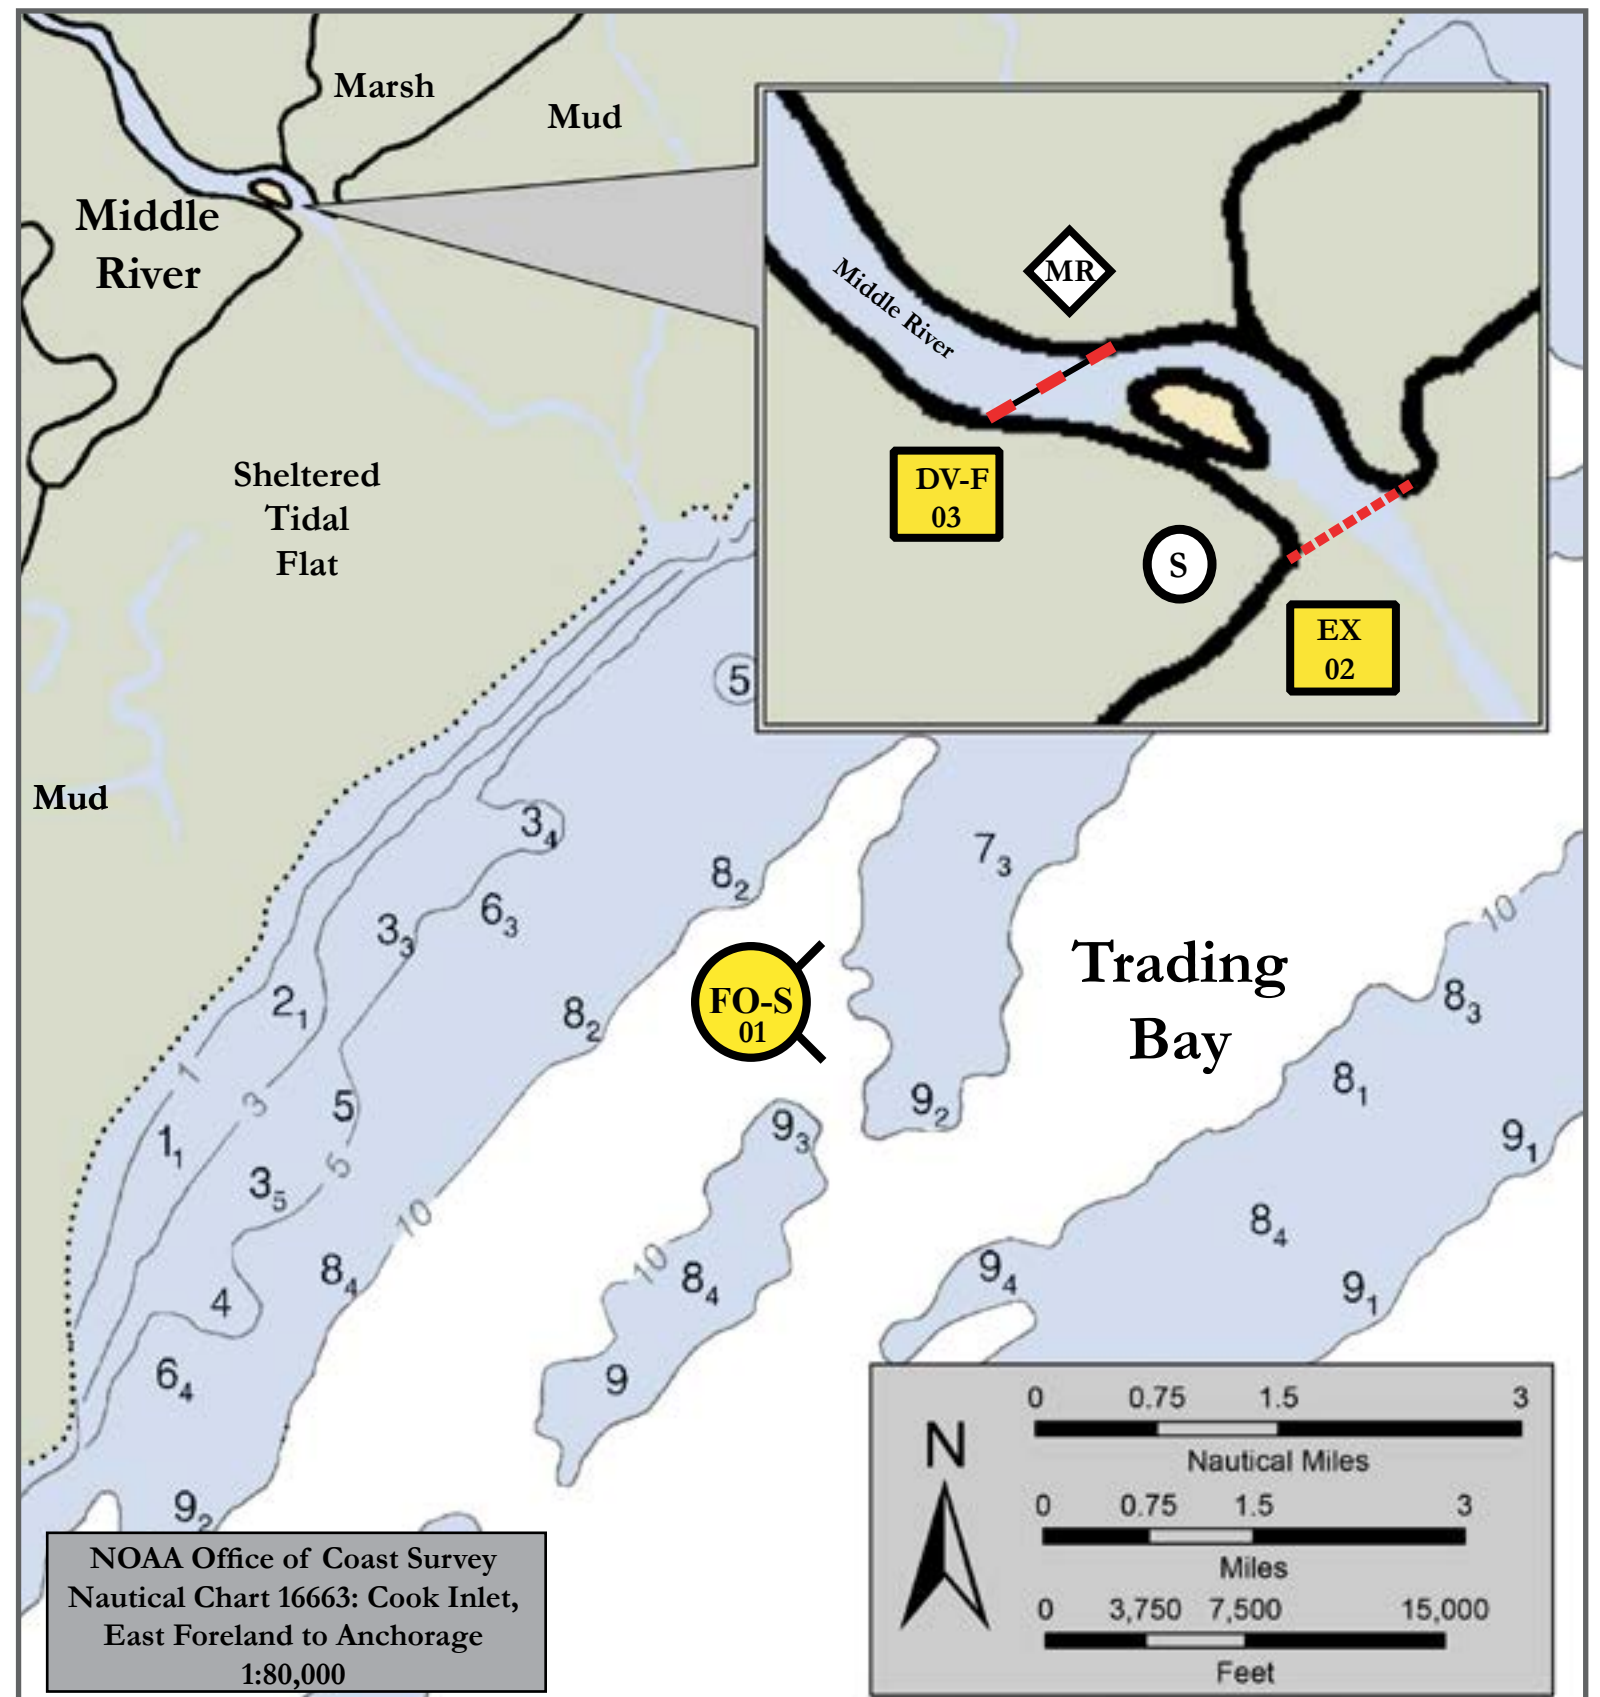 Marsh
Mud
Middle
River
MR
Middle River
DV-F
03
S
EX
02
Sheltered
Tidal
Flat
5
Mud
3₄
7₃
8₂
6₃
3₃
10
Trading
Bay
FO-S
01
2₁
8₂
8₃
1
8₁
3
5
9₂
1₁
9₃
9₁
5
3₅
10
8₄
10
8₄
8₄
9₄
4
9₁
6₄
9
9₂
N
0 0.75 1.5 3
Nautical Miles
0 0.75 1.5 3
Miles
0 3,750 7,500 15,000
Feet
NOAA Office of Coast Survey
Nautical Chart 16663: Cook Inlet,
East Foreland to Anchorage
1:80,000